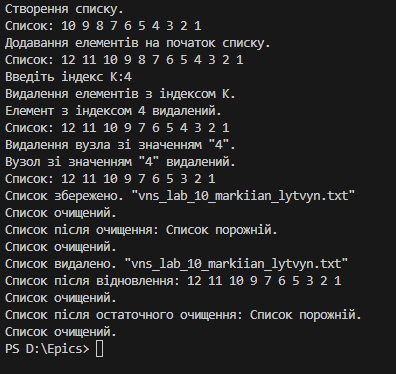 Створення списку.
Список: 10 9 8 7 6 5 4 3 2 1
Додавання елементів на початок списку.
Список: 12 11 10 9 8 7 6 5 4 3 2 1
Введіть індекс K:4
Видалення елементів з індексом K.
Елемент з індексом 4 видалений.
Список: 12 11 10 9 7 6 5 4 3 2 1
Видалення вузла зі значенням "4".
Вузол зі значенням "4" видалений.
Список: 12 11 10 9 7 6 5 3 2 1
Список збережено. "vns_lab_10_markiian_lytvyn.txt"
Список очищений.
Список після очищення: Список порожній.
Список очищений.
Список видалено. "vns_lab_10_markiian_lytvyn.txt"
Список після відновлення: 12 11 10 9 7 6 5 3 2 1
Список очищений.
Список після остаточного очищення: Список порожній.
Список очищений.
PS D:\Epics>